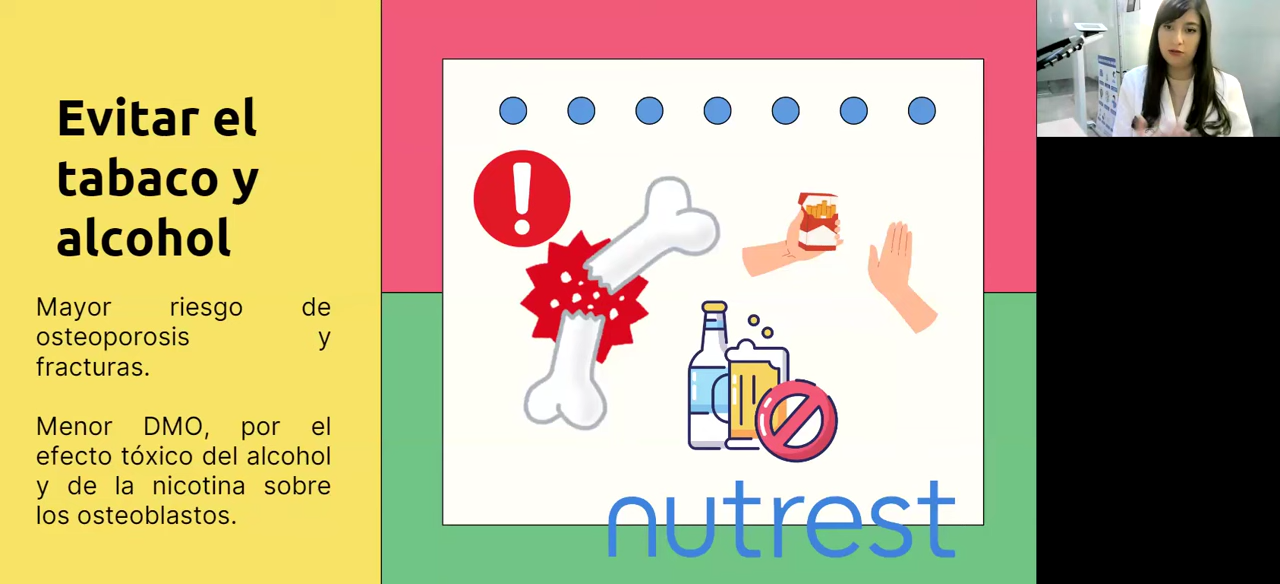 Evitar el
tabaco y
alcohol
Mayor riesgo de
osteoporosis y
fracturas.
Menor DMO, por el
efecto tóxico del alcohol
y de la nicotina sobre
los osteoblastos.
nutrest